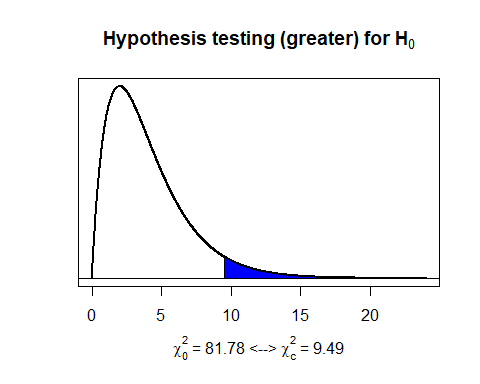 Hypothesis testing (greater) for H₀
0 5 10 15 20
χ₀² = 81.78 <--> χc² = 9.49